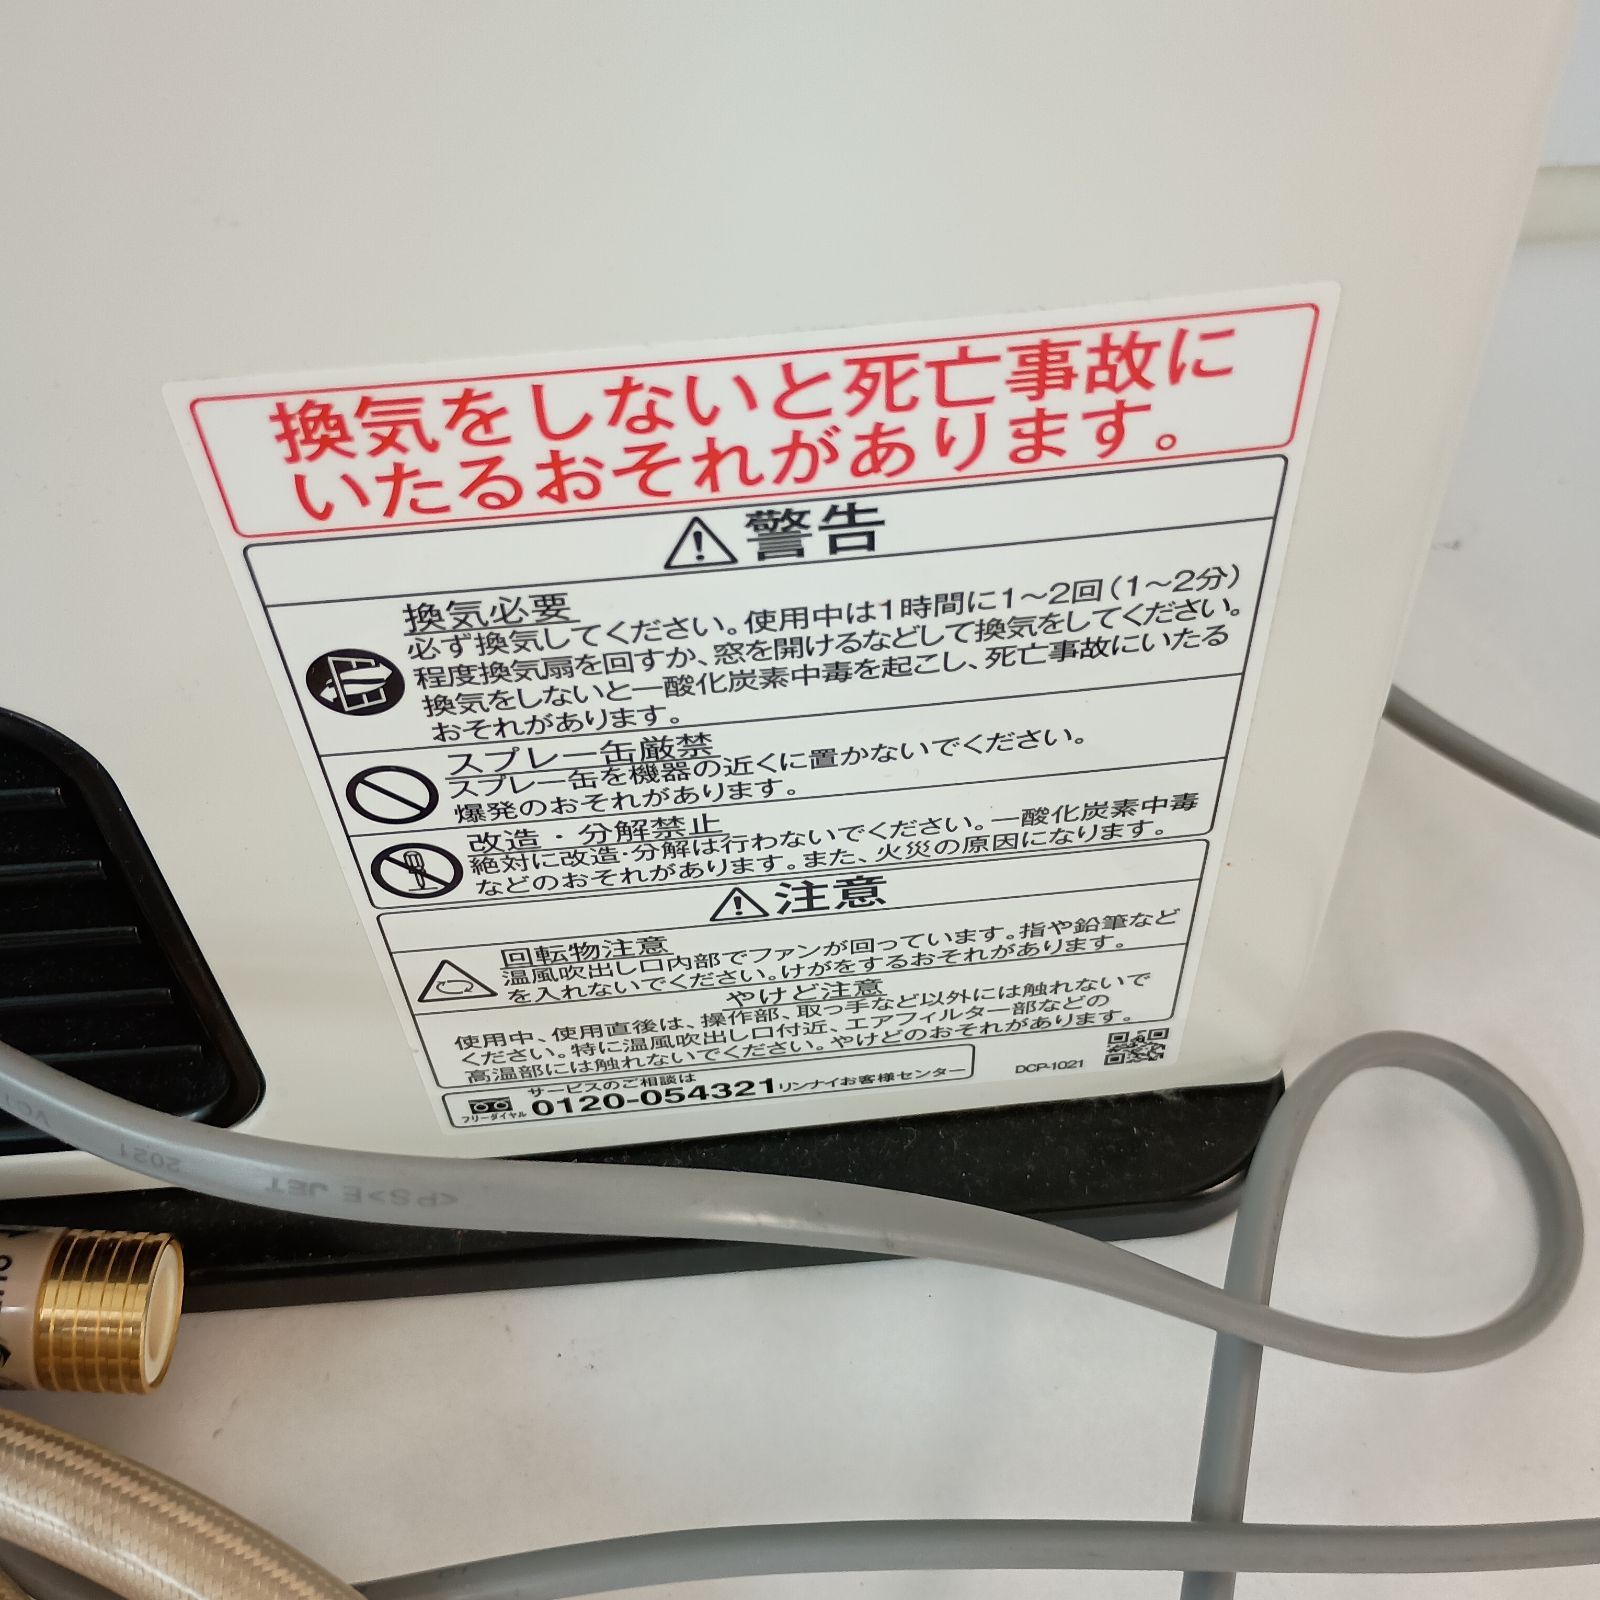 換気をしないと死亡事故に
いたるおそれがあります。
警告
換気必要
必ず換気してください。使用中は1時間に1～2回(1～2分)
程度換気扇を回すか、窓を開けるなどして換気をしてください。
換気をしないと一酸化炭素中毒を起こし、死亡事故にいたる
おそれがあります。
スプレー缶厳禁
スプレー缶を機器の近くに置かないでください。
爆発のおそれがあります。
改造・分解禁止
絶対に改造・分解は行わないでください。一酸化炭素中毒
などのおそれがあります。また、火災の原因になります。
注意
回転物注意
温風吹出し口内部でファンが回っています。指や鉛筆など
を入れないでください。けがをするおそれがあります。
やけど注意
使用中、使用直後は、操作部、取っ手など以外には触れないで
ください。特に温風吹出し口付近、エアフィルター部などの
高温部には触れないでください。やけどのおそれがあります。
サービスのご相談は
フリーダイヤル 0120-054321 リンナイお客様センター
DCP-1021
<PS>E JET 2021